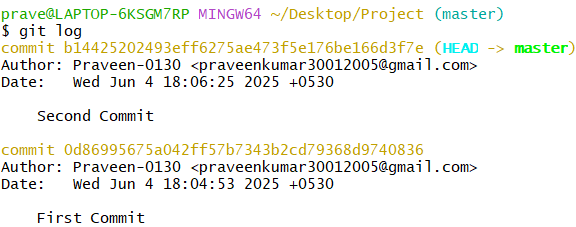 prave@LAPTOP-6KSGM7RP MINGW64 ~/Desktop/Project (master)
$ git log
commit b14425202493eff6275ae473f5e176be166d3f7e (HEAD -> master)
Author: Praveen-0130 <praveenkumar30012005@gmail.com>
Date:   Wed Jun 4 18:06:25 2025 +0530
    Second Commit
commit 0d86995675a042ff57b7343b2cd79368d9740836
Author: Praveen-0130 <praveenkumar30012005@gmail.com>
Date:   Wed Jun 4 18:04:53 2025 +0530
    First Commit